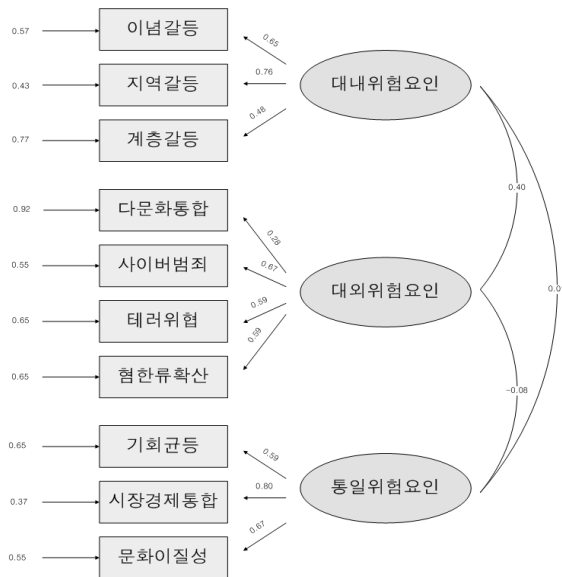 0.57
이념갈등
0.65
0.43
지역갈등
0.76
대내위험요인
0.77
계층갈등
0.48
0.92
다문화통합
0.28
0.40
0.55
사이버범죄
0.67
대외위험요인
0.0
0.65
테러위협
0.59
0.65
혐한류확산
0.59
-0.08
0.65
기회균등
0.59
0.37
시장경제통합
0.80
통일위험요인
0.55
문화이질성
0.67